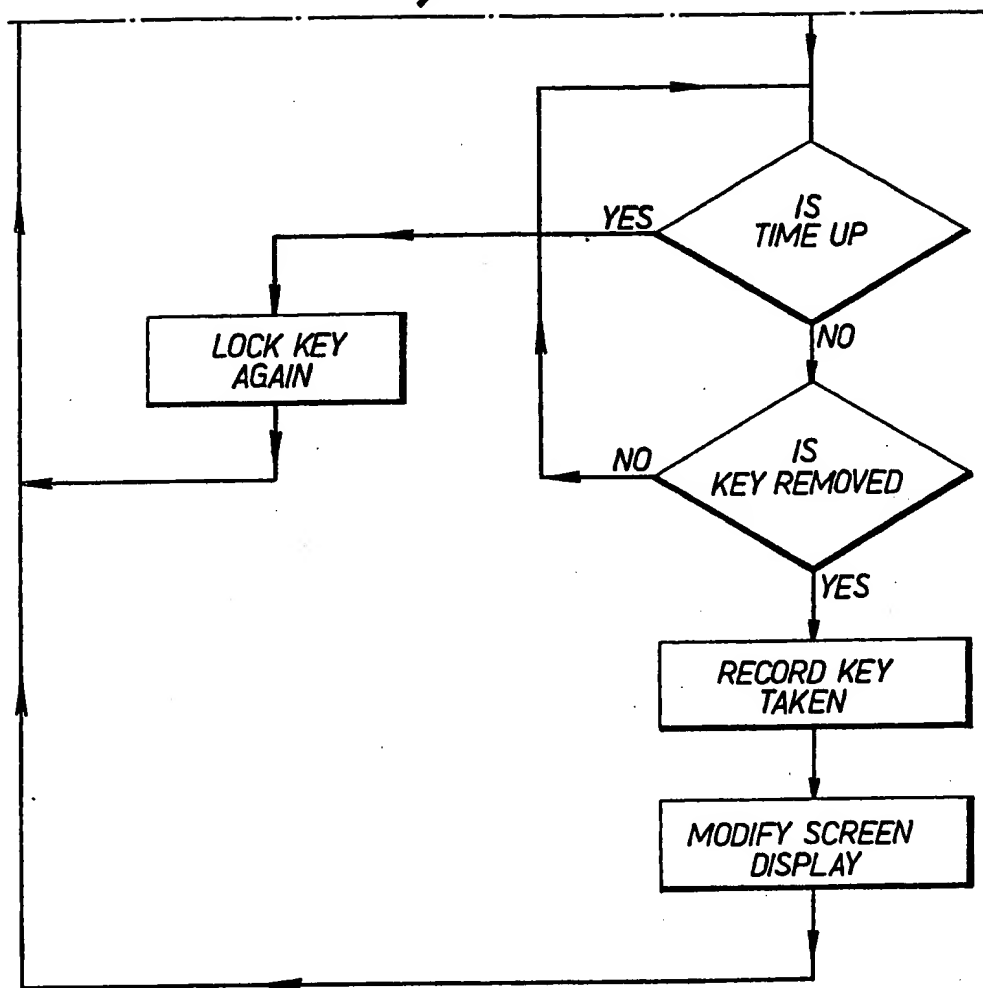 IS
TIME UP
YES
NO
LOCK KEY
AGAIN
IS
KEY REMOVED
NO
YES
RECORD KEY
TAKEN
MODIFY SCREEN
DISPLAY